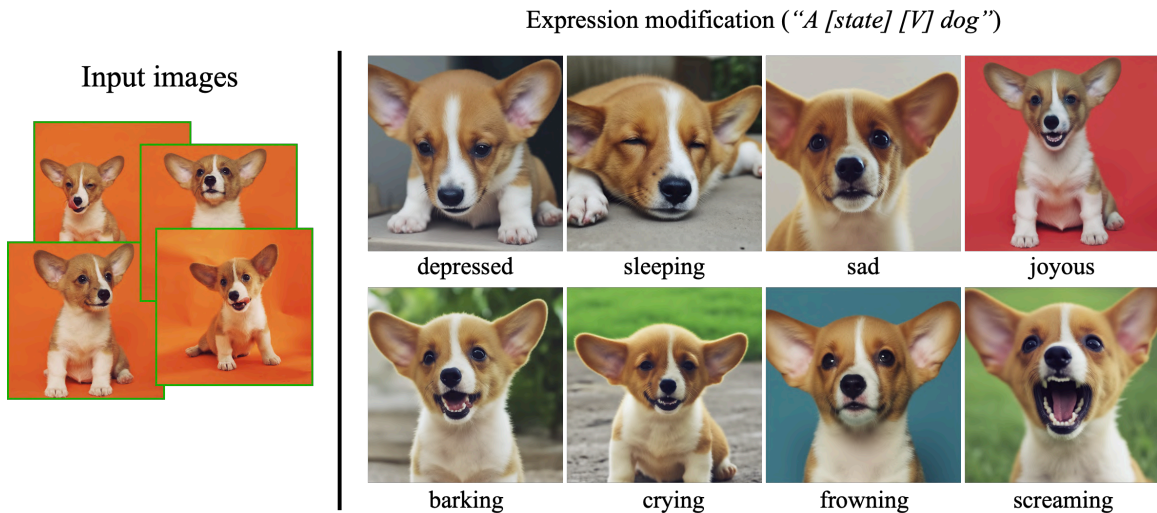 Expression modification (“A [state] [V] dog”)
Input images
depressed
sleeping
sad
joyous
barking
crying
frowning
screaming